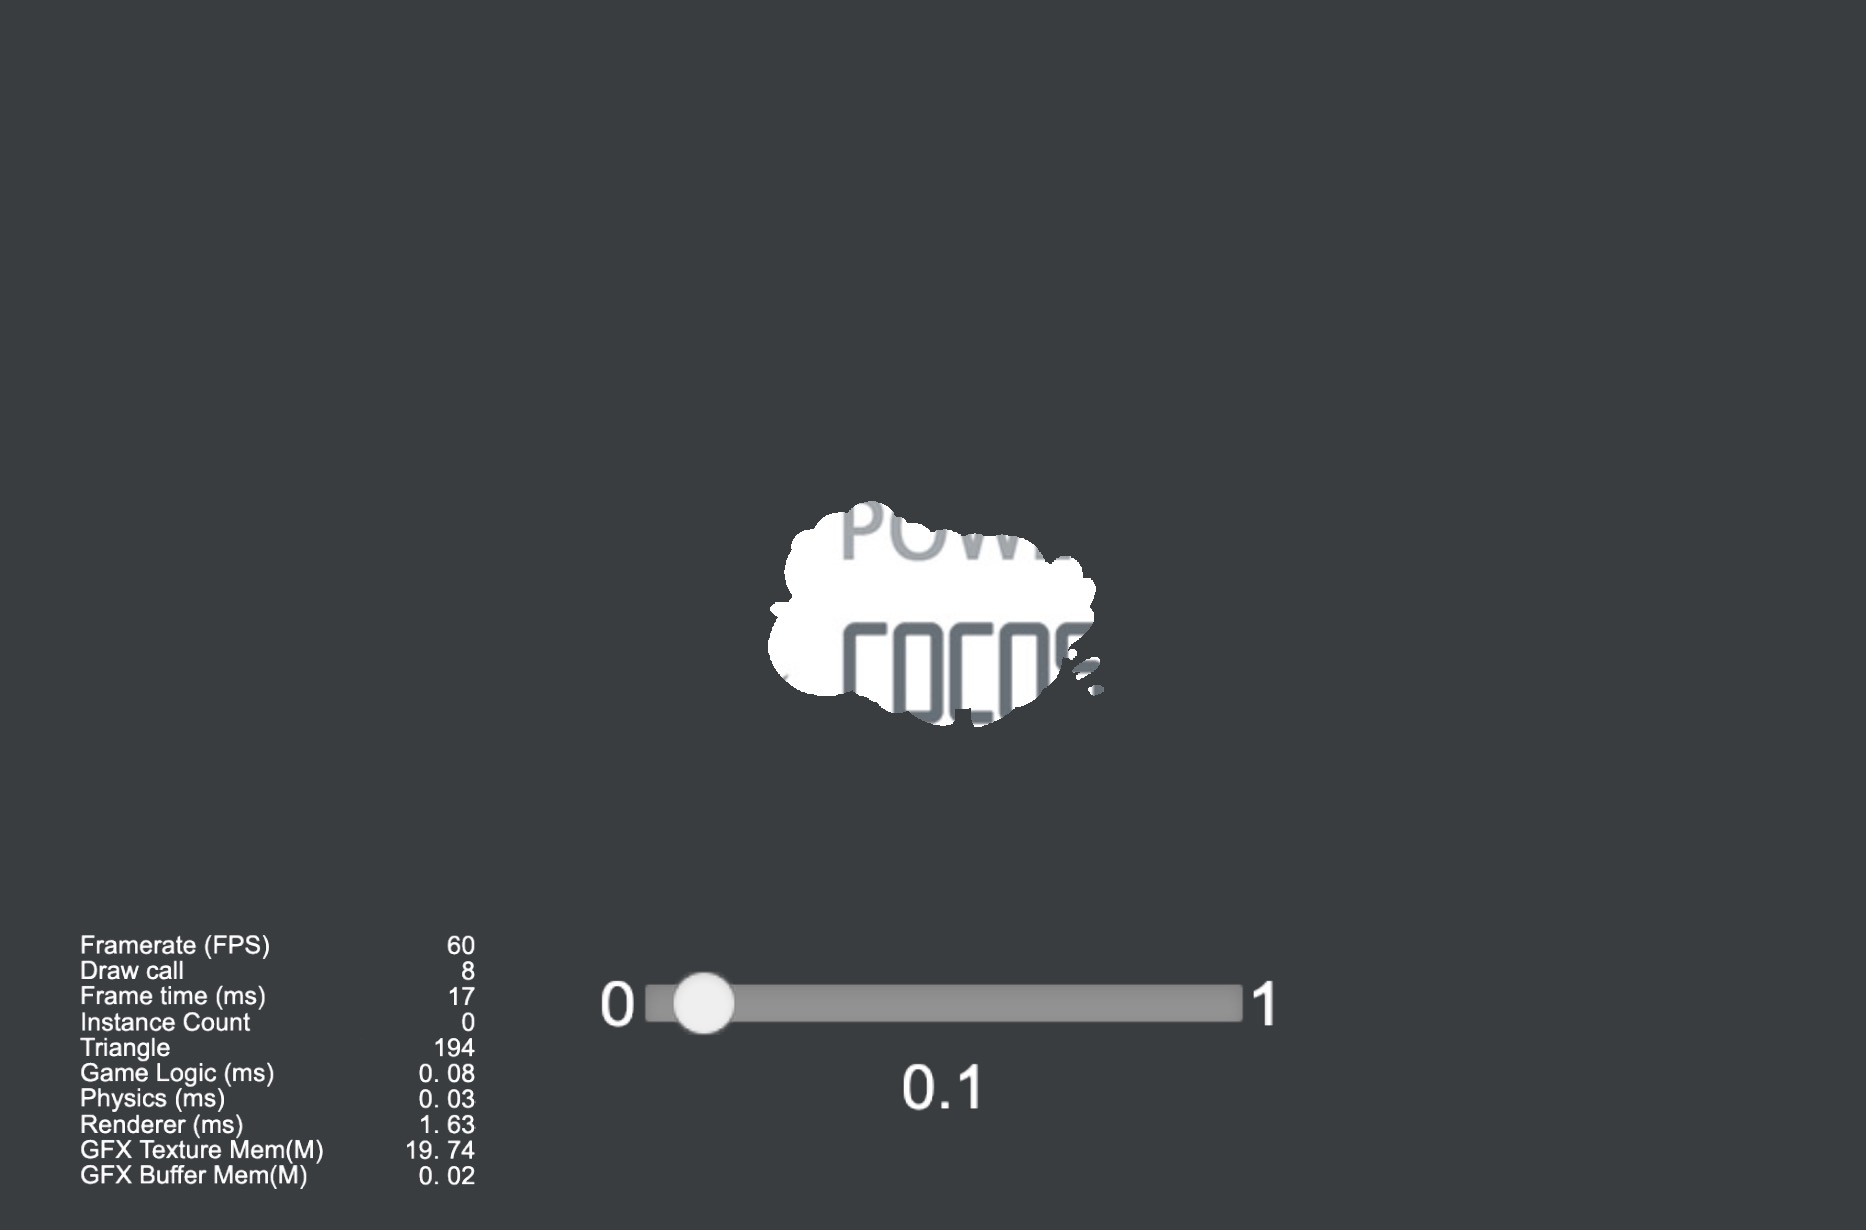 POW
COCOS
Framerate (FPS) 60
Draw call 8
Frame time (ms) 17
Instance Count 0
Triangle 194
Game Logic (ms) 0. 08
Physics (ms) 0. 03
Renderer (ms) 1. 63
GFX Texture Mem(M) 19. 74
GFX Buffer Mem(M) 0. 02
0 1
0.1